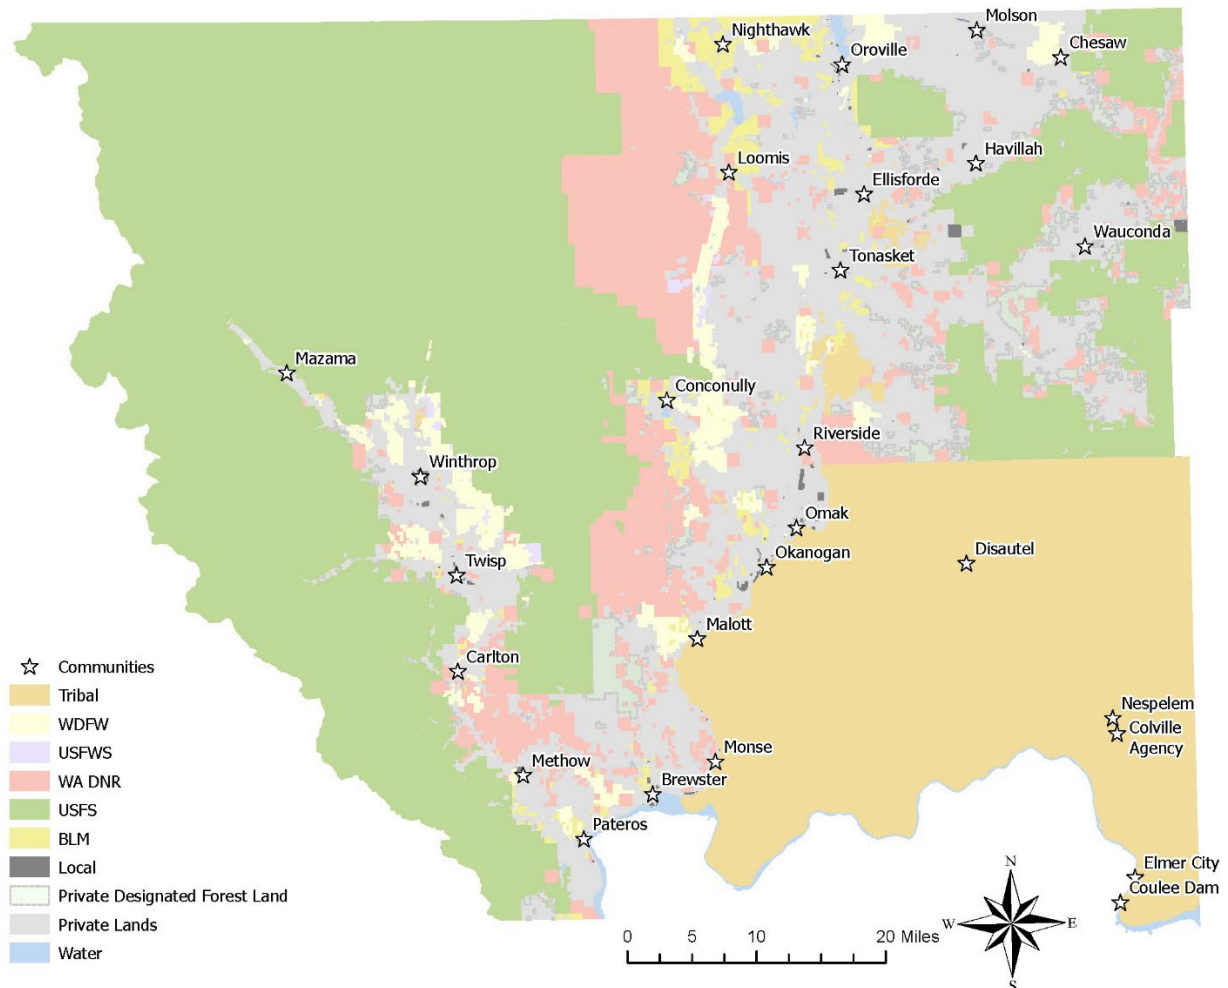 Molson
Nighthawk
Chesaw
Oroville
Havillah
Loomis
Ellisforde
Wauconda
Tonasket
Mazama
Conconully
Riverside
Winthrop
Omak
Disautel
Okanogan
Twisp
Malott
Carlton
Nespelem
Colville
Agency
Monse
Methow
Brewster
Pateros
Elmer City
Coulee Dam
Communities
Tribal
WDFW
USFWS
WA DNR
USFS
BLM
Local
Private Designated Forest Land
Private Lands
Water
N
W
E
S
0 5 10 20 Miles